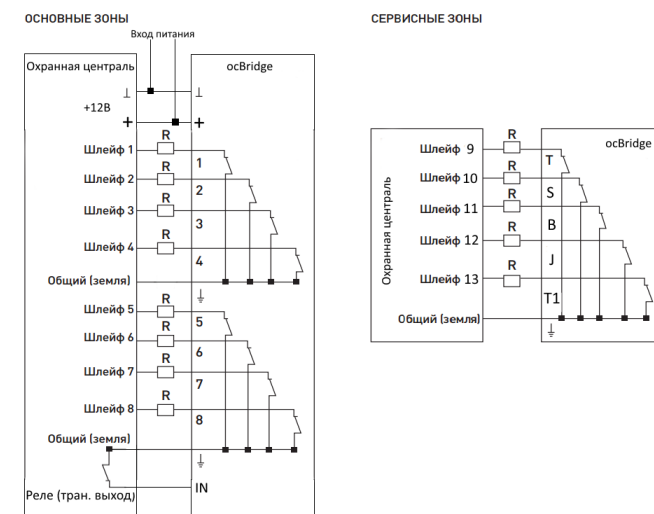 ОСНОВНЫЕ ЗОНЫ
Вход питания
Охранная централь
ocBridge
+12В
+
+
R
Шлейф 1
1
R
Шлейф 2
2
R
Шлейф 3
3
R
Шлейф 4
4
Общий (земля)
R
Шлейф 5
5
R
Шлейф 6
6
R
Шлейф 7
7
R
Шлейф 8
8
Общий (земля)
IN
Реле (тран. выход)
СЕРВИСНЫЕ ЗОНЫ
Охранная централь
ocBridge
R
Шлейф 9
T
R
Шлейф 10
S
R
Шлейф 11
B
R
Шлейф 12
J
R
Шлейф 13
T1
Общий (земля)